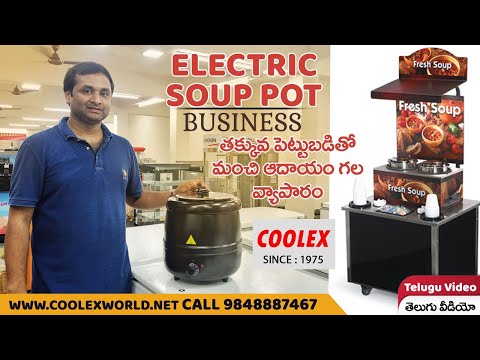 ELECTRIC
SOUP POT
BUSINESS
తక్కువ పెట్టుబడితో
మంచి ఆదాయం గల
వ్యాపారం
COOLEX
SINCE : 1975
Fresh Soup
Fresh Soup
Fresh Soup
WWW.COOLEXWORLD.NET CALL 9848887467
Telugu Video
తెలుగు వీడియో